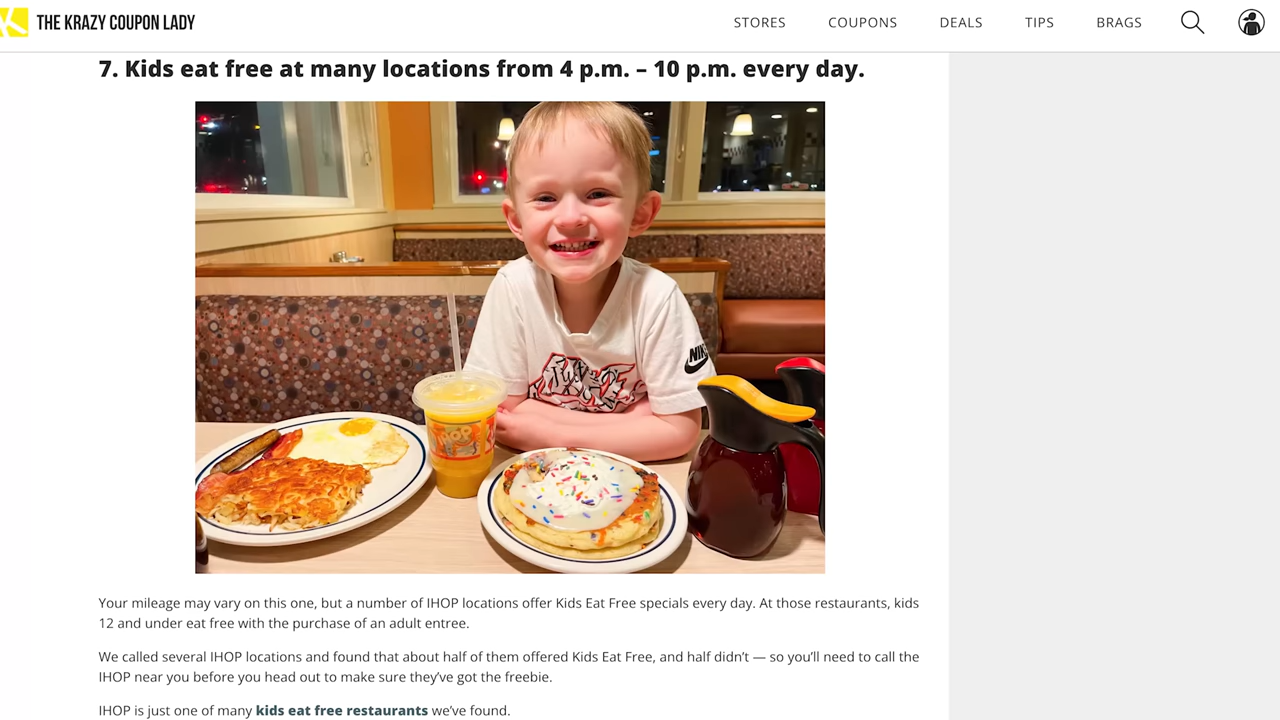 THE KRAZY COUPON LADY
STORES COUPONS DEALS TIPS BRAGS
7. Kids eat free at many locations from 4 p.m. – 10 p.m. every day.
NIKE
IHOP
Your mileage may vary on this one, but a number of IHOP locations offer Kids Eat Free specials every day. At those restaurants, kids
12 and under eat free with the purchase of an adult entree.
We called several IHOP locations and found that about half of them offered Kids Eat Free, and half didn’t — so you’ll need to call the
IHOP near you before you head out to make sure they’ve got the freebie.
IHOP is just one of many kids eat free restaurants we’ve found.